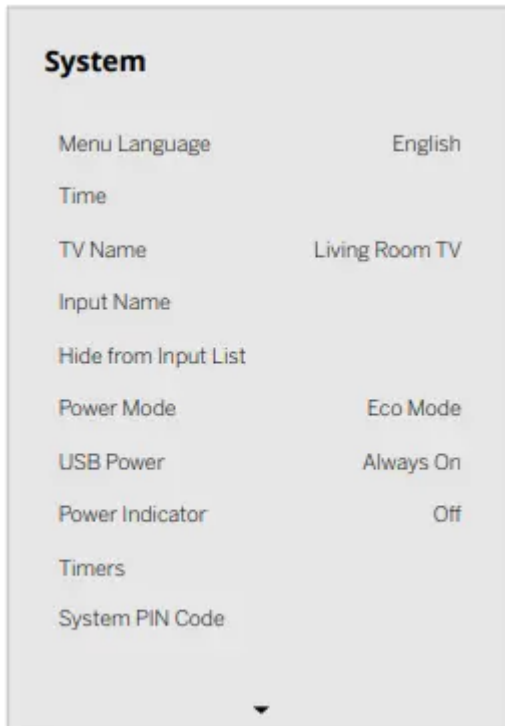 System
Menu Language English
Time
TV Name Living Room TV
Input Name
Hide from Input List
Power Mode Eco Mode
USB Power Always On
Power Indicator Off
Timers
System PIN Code